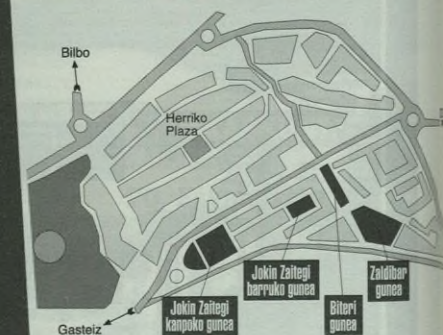 Bilbo
Herriko
Plaza
Jokin Zaitegi
kanpoko gunea
Jokin Zaitegi
barruko gunea
Biteri
gunea
Zaldibar
gunea
Gasteiz